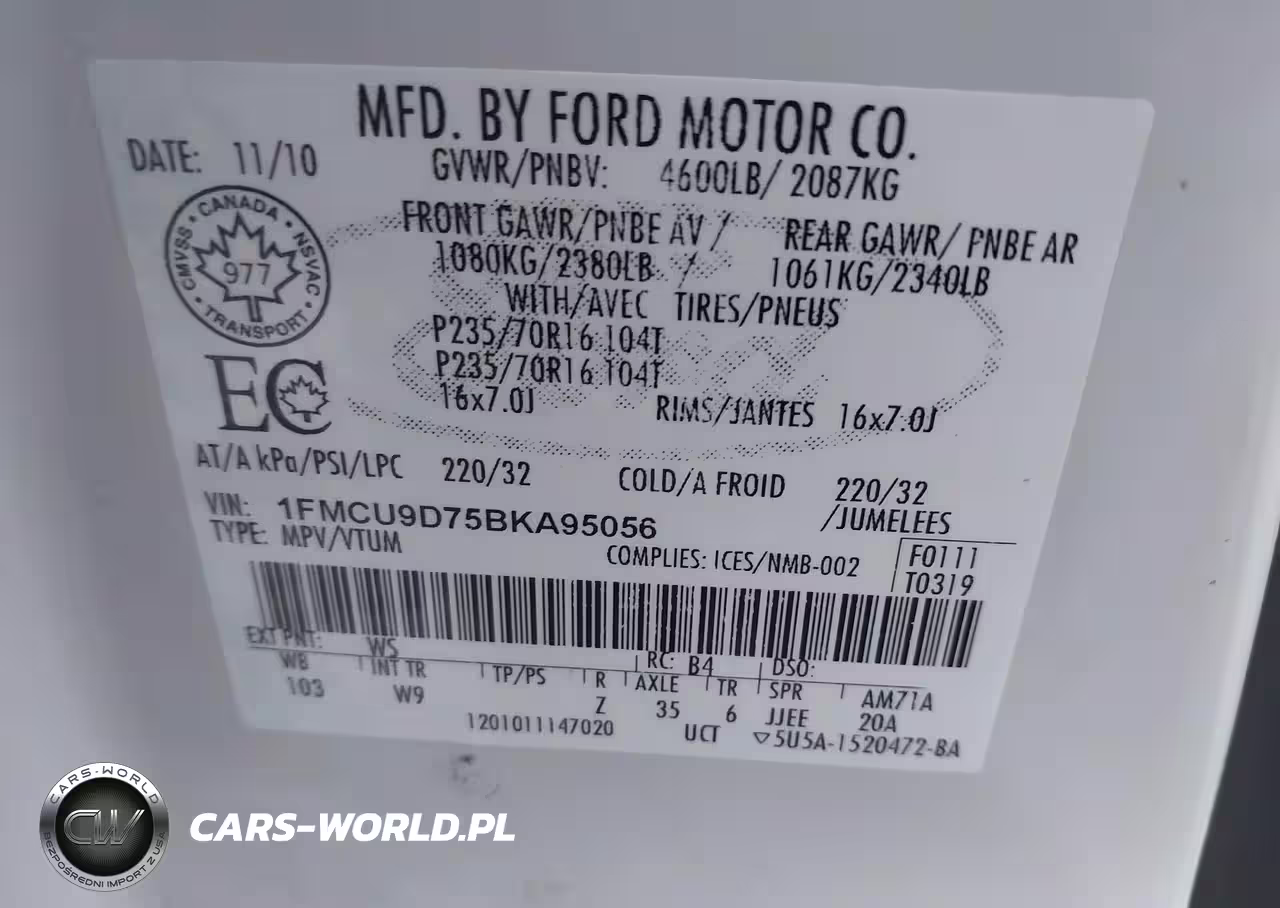 MFD. BY FORD MOTOR CO.
DATE: 11/10
GVWR/PNBV: 4600LB/ 2087KG
CANADA
CMVSS
NSVAC
977
TRANSPORT
FRONT GAWR/PNBE AV / REAR GAWR/ PNBE AR
1080KG/2380LB / 1061KG/2340LB
WITH/AVEC TIRES/PNEUS
P235/70R16 104T
P235/70R16 104T
16x7.0J RIMS/JANTES 16x7.0J
EC
AT/A kPa/PSI/LPC 220/32 COLD/A FROID 220/32
VIN: 1FMCU9D75BKA95056 /JUMELEES
TYPE: MPV/VTUM COMPLIES: ICES/NMB-002 F0111
T0319
EXT PNT: WS RC: B4 DSO:
WB INT TR TP/PS R AXLE TR SPR AM71A
103 W9 Z 35 6 JJEE 20A
1201011147020 UCT ▽5U5A-1520472-BA
CARS-WORLD
CW
BEZPOŚREDNI IMPORT Z USA
CARS-WORLD.PL